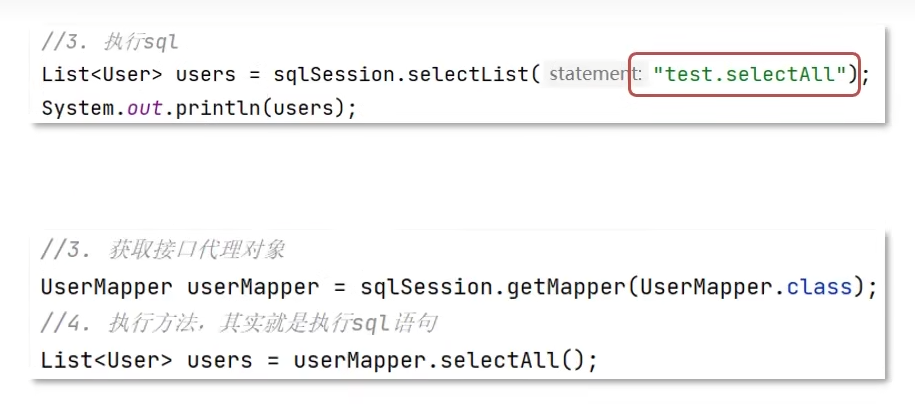 //3. 执行sql
List<User> users = sqlSession.selectList( statement: "test.selectAll");
System.out.println(users);
//3. 获取接口代理对象
UserMapper userMapper = sqlSession.getMapper(UserMapper.class);
//4. 执行方法，其实就是执行sql语句
List<User> users = userMapper.selectAll();